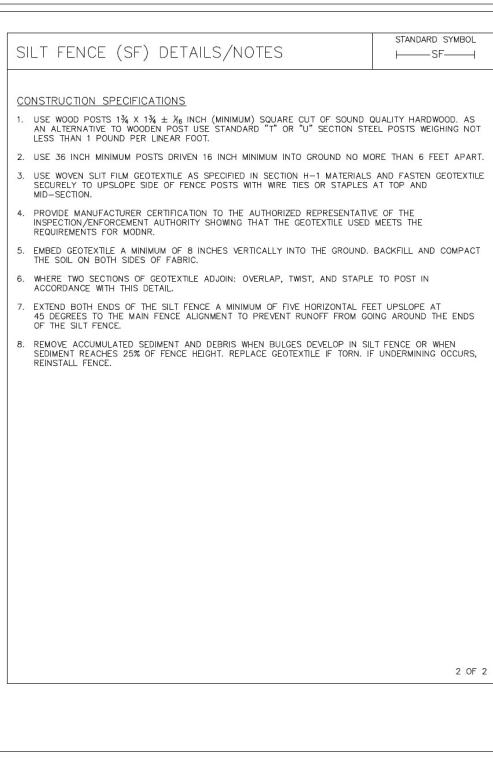 SILT FENCE (SF) DETAILS/NOTES
STANDARD SYMBOL
SF
CONSTRUCTION SPECIFICATIONS
1. USE WOOD POSTS 1¾ X 1¾ ± 1/16 INCH (MINIMUM) SQUARE CUT OF SOUND QUALITY HARDWOOD. AS
AN ALTERNATIVE TO WOODEN POST USE STANDARD "T" OR "U" SECTION STEEL POSTS WEIGHING NOT
LESS THAN 1 POUND PER LINEAR FOOT.
2. USE 36 INCH MINIMUM POSTS DRIVEN 16 INCH MINIMUM INTO GROUND NO MORE THAN 6 FEET APART.
3. USE WOVEN SLIT FILM GEOTEXTILE AS SPECIFIED IN SECTION H-1 MATERIALS AND FASTEN GEOTEXTILE
SECURELY TO UPSLOPE SIDE OF FENCE POSTS WITH WIRE TIES OR STAPLES AT TOP AND
MID-SECTION.
4. PROVIDE MANUFACTURER CERTIFICATION TO THE AUTHORIZED REPRESENTATIVE OF THE
INSPECTION/ENFORCEMENT AUTHORITY SHOWING THAT THE GEOTEXTILE USED MEETS THE
REQUIREMENTS FOR MODNR.
5. EMBED GEOTEXTILE A MINIMUM OF 8 INCHES VERTICALLY INTO THE GROUND. BACKFILL AND COMPACT
THE SOIL ON BOTH SIDES OF FABRIC.
6. WHERE TWO SECTIONS OF GEOTEXTILE ADJOIN: OVERLAP, TWIST, AND STAPLE TO POST IN
ACCORDANCE WITH THIS DETAIL.
7. EXTEND BOTH ENDS OF THE SILT FENCE A MINIMUM OF FIVE HORIZONTAL FEET UPSLOPE AT
45 DEGREES TO THE MAIN FENCE ALIGNMENT TO PREVENT RUNOFF FROM GOING AROUND THE ENDS
OF THE SILT FENCE.
8. REMOVE ACCUMULATED SEDIMENT AND DEBRIS WHEN BULGES DEVELOP IN SILT FENCE OR WHEN
SEDIMENT REACHES 25% OF FENCE HEIGHT. REPLACE GEOTEXTILE IF TORN. IF UNDERMINING OCCURS,
REINSTALL FENCE.
2 OF 2